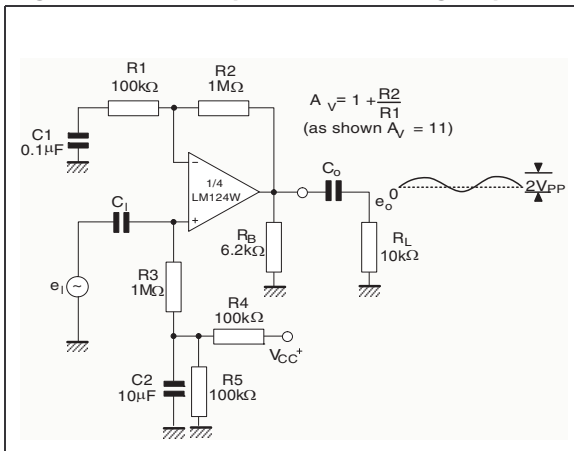 R1
100kΩ
R2
1MΩ
A V = 1 + R2
R1
(as shown A V = 11)
C1
0.1µF
1/4
LM124W
−
+
CI
Co
0
2VPP
eo
RB
6.2kΩ
RL
10kΩ
R3
1MΩ
eI
~
R4
100kΩ
VCC+
C2
10µF
R5
100kΩ